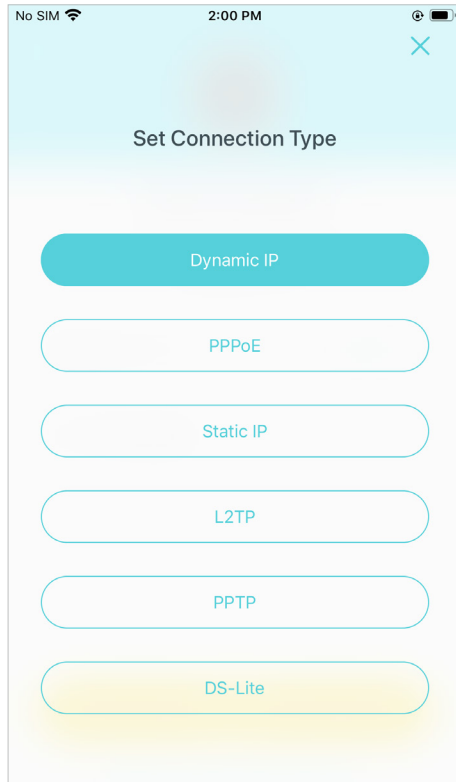 No SIM 2:00 PM
Set Connection Type
Dynamic IP
PPPoE
Static IP
L2TP
PPTP
DS-Lite